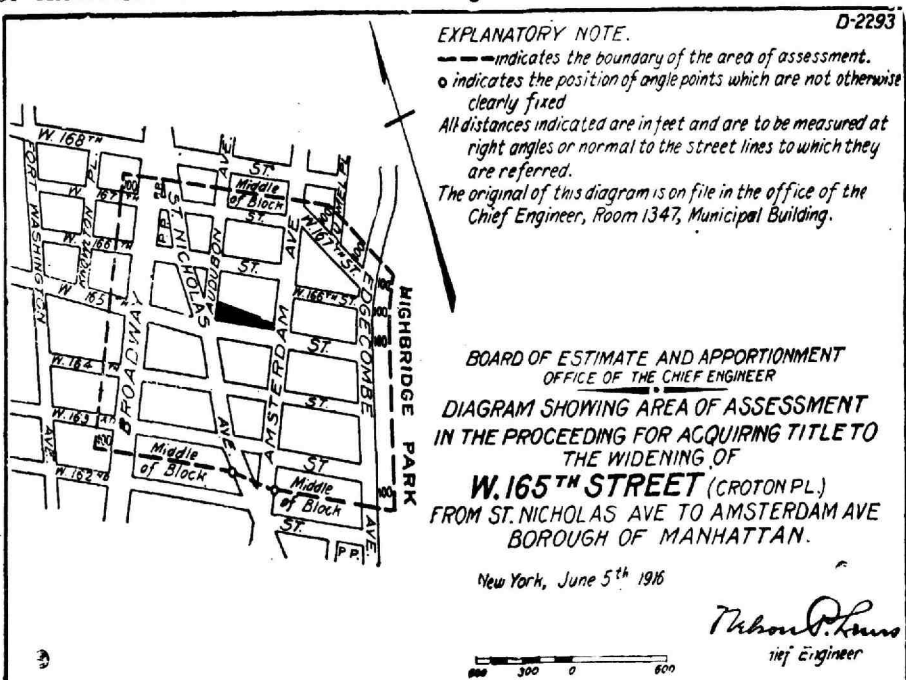 D-2293
EXPLANATORY NOTE.
indicates the boundary of the area of assessment.
o indicates the position of angle points which are not otherwise
clearly fixed
All distances indicated are in feet and are to be measured at
right angles or normal to the street lines to which they
are referred.
The original of this diagram is on file in the office of the
Chief Engineer, Room 1347, Municipal Building.
BOARD OF ESTIMATE AND APPORTIONMENT
OFFICE OF THE CHIEF ENGINEER
DIAGRAM SHOWING AREA OF ASSESSMENT
IN THE PROCEEDING FOR ACQUIRING TITLE TO
THE WIDENING OF
W. 165TH STREET (CROTON PL.)
FROM ST. NICHOLAS AVE TO AMSTERDAM AVE
BOROUGH OF MANHATTAN.
New York, June 5th 1916
Nelson P. Lewis
Engineer
300 0 600
W. 168TH
ST.
W 167TH
ST.
W. 166TH
ST.
W 165TH
ST.
W. 164
ST.
W. 163
ST
W. 162ND
ST.
FORT WASHINGTON
AVE.
PL.
BROADWAY
ST. NICHOLAS
AVE
AUDUBON
AVE
AMSTERDAM
AVE
EDGECOMBE
AVE.
HIGHBRIDGE PARK
W. 167TH ST.
W. 166TH ST.
PL
Middle
of Block
Middle
of Block
Middle
of Block
100
100
100
100
100
100
P.P.
P.P.
P.P.